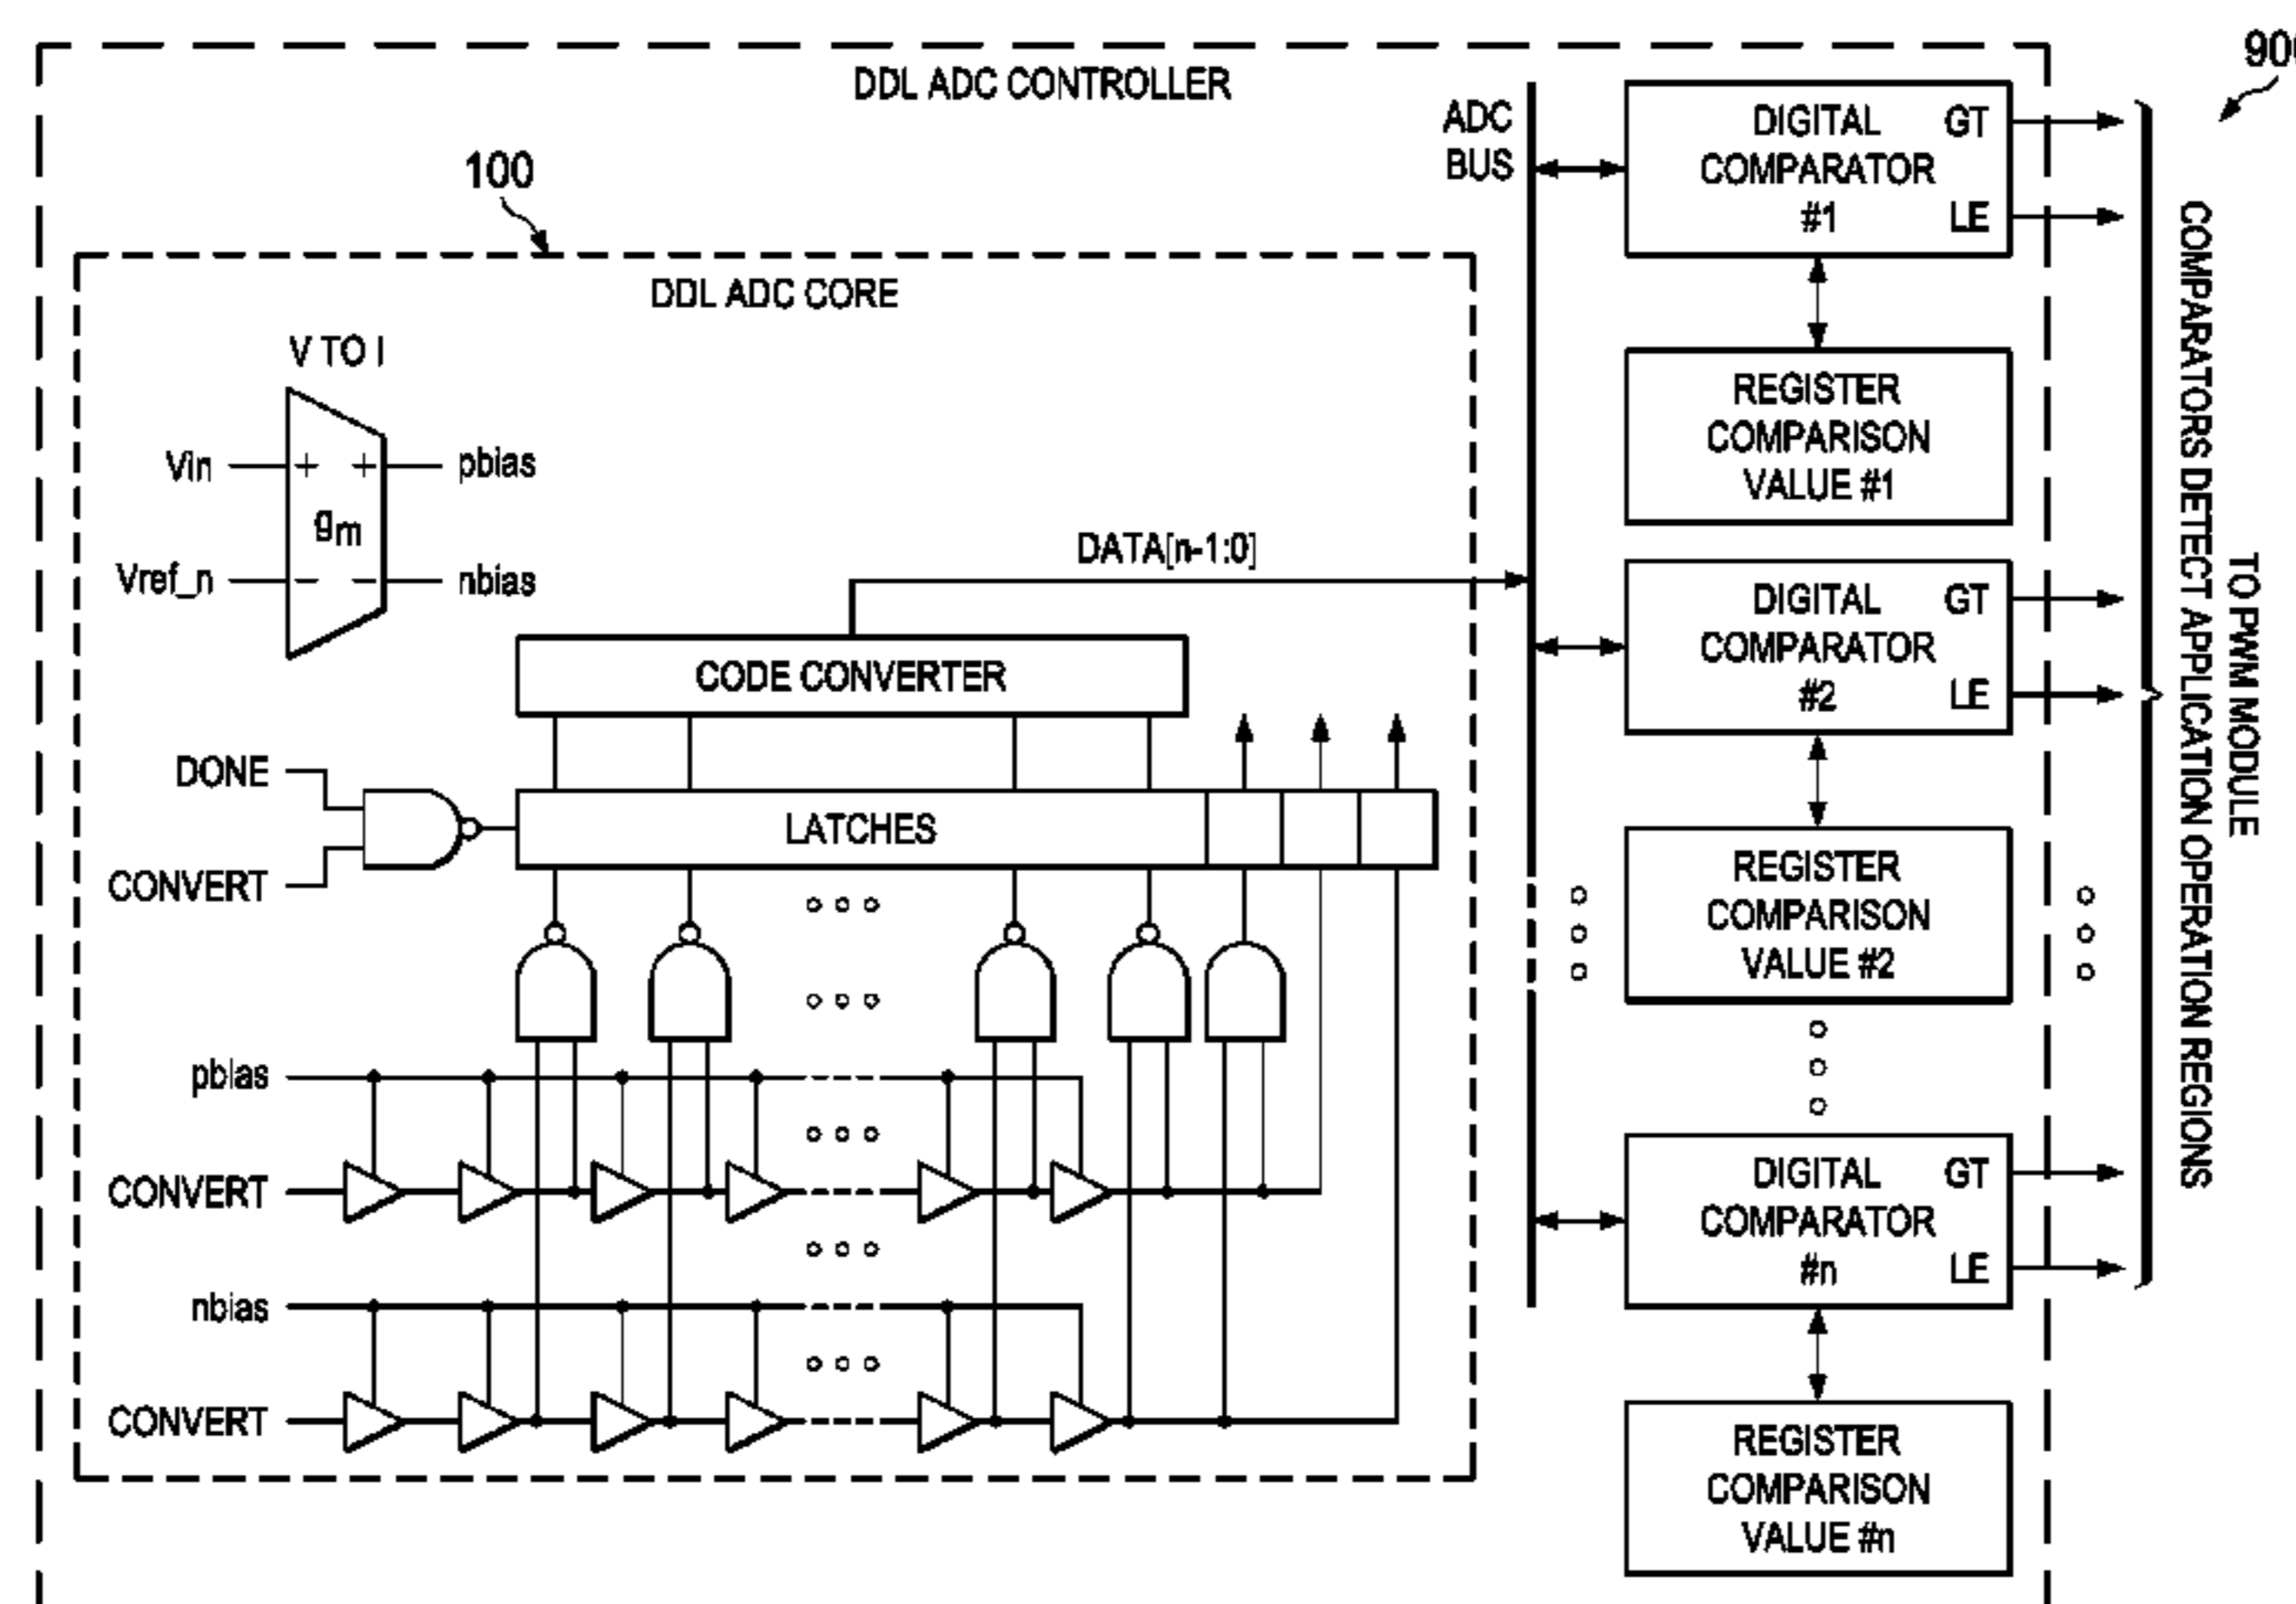 DDL ADC CONTROLLER
100
DDL ADC CORE
V TO I
Vin
+
+
pbias
gm
Vref_n
−
−
nbias
DATA[n-1:0]
CODE CONVERTER
DONE
CONVERT
LATCHES
pbias
CONVERT
nbias
CONVERT
ADC
BUS
DIGITAL
COMPARATOR
#1
GT
LE
REGISTER
COMPARISON
VALUE #1
DIGITAL
COMPARATOR
#2
GT
LE
REGISTER
COMPARISON
VALUE #2
DIGITAL
COMPARATOR
#n
GT
LE
REGISTER
COMPARISON
VALUE #n
TO PWM MODULE
COMPARATORS DETECT APPLICATION OPERATION REGIONS